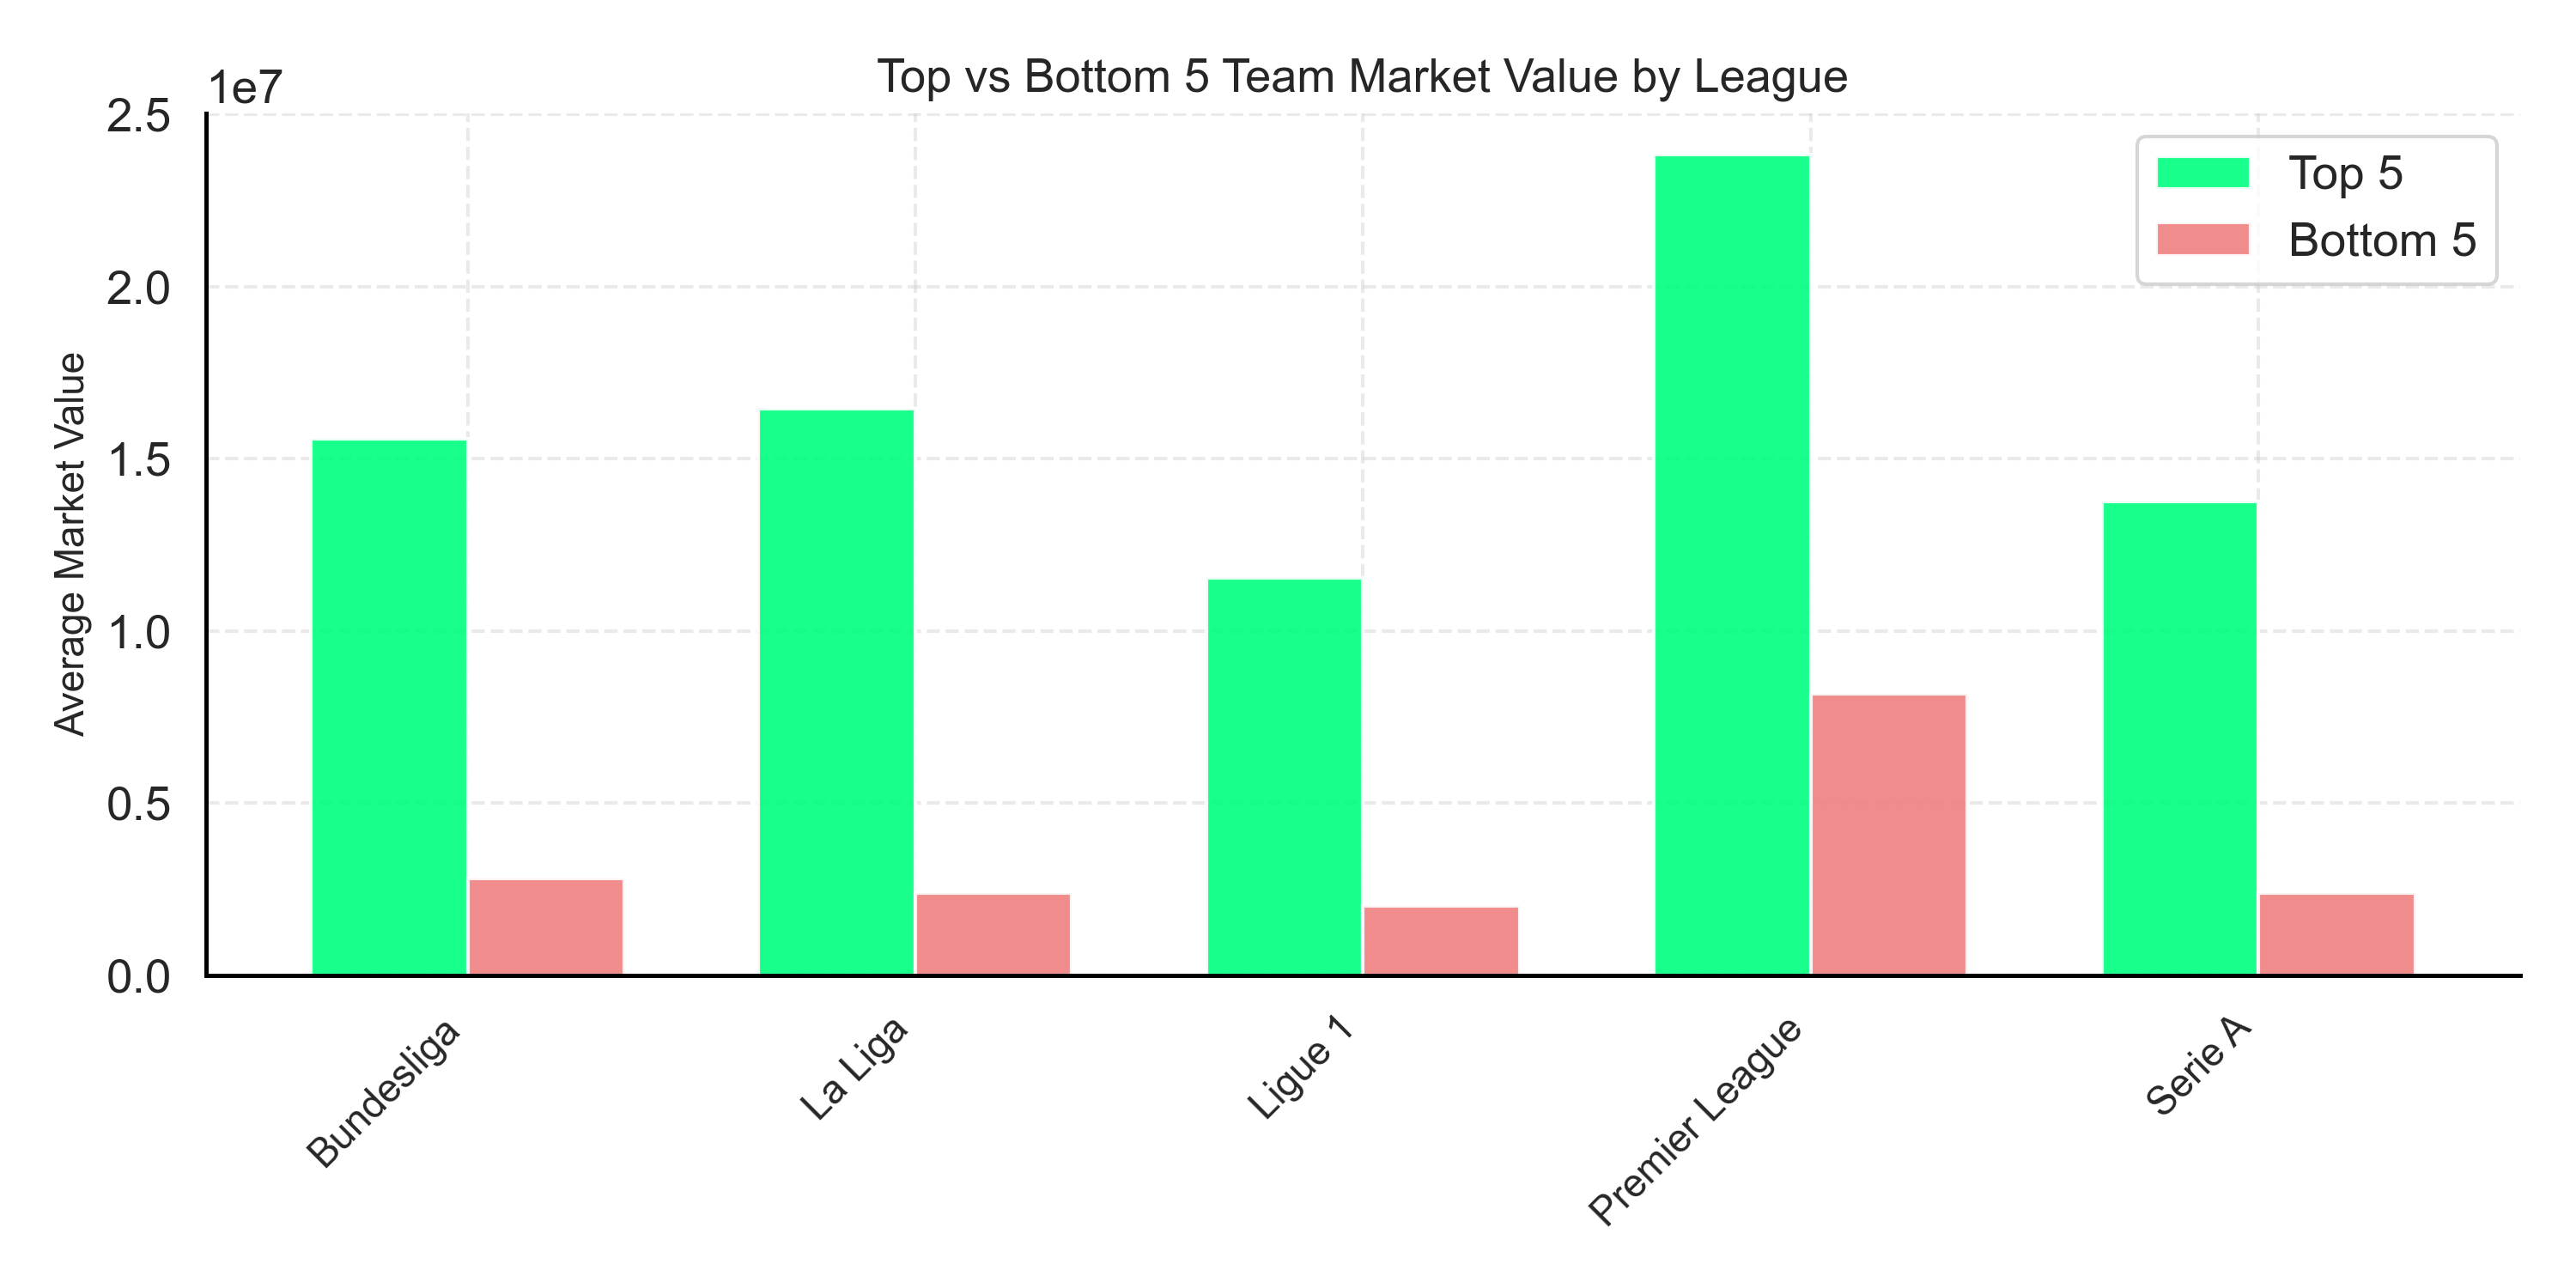 Top vs Bottom 5 Team Market Value by League
1e7
2.5
2.0
1.5
1.0
0.5
0.0
Average Market Value
Top 5
Bottom 5
Bundesliga
La Liga
Ligue 1
Premier League
Serie A